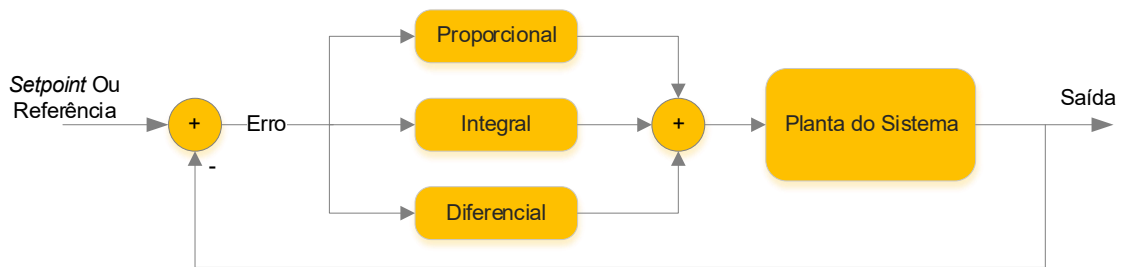 Setpoint Ou
Referência
+
-
Erro
Proporcional
Integral
Diferencial
+
Planta do Sistema
Saída